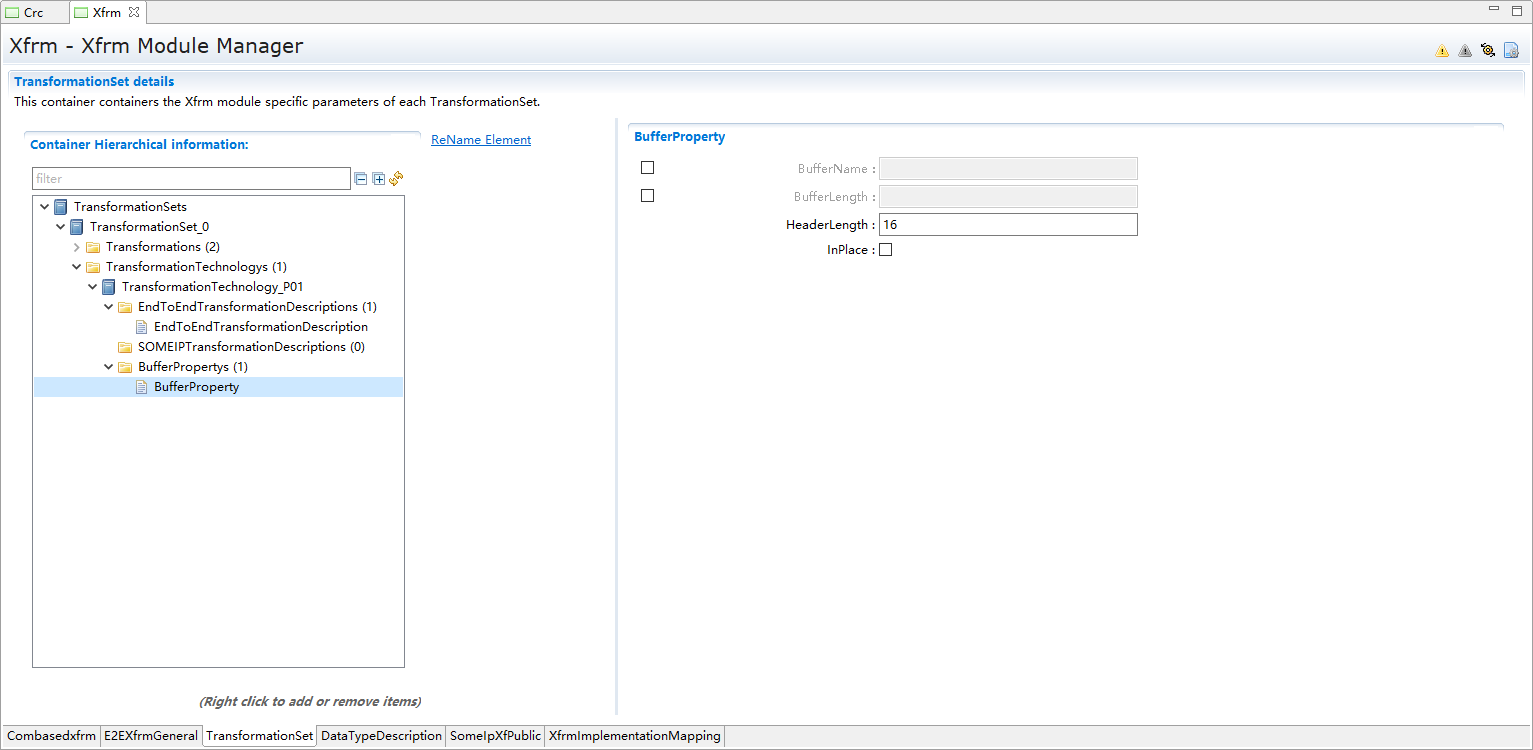 Crc
Xfrm
Xfrm - Xfrm Module Manager
TransformationSet details
This container containers the Xfrm module specific parameters of each TransformationSet.
Container Hierarchical information:
ReName Element
filter
TransformationSets
TransformationSet_0
Transformations (2)
TransformationTechnologys (1)
TransformationTechnology_P01
EndToEndTransformationDescriptions (1)
EndToEndTransformationDescription
SOMEIPTransformationDescriptions (0)
BufferPropertys (1)
BufferProperty
(Right click to add or remove items)
BufferProperty
BufferName :
BufferLength :
HeaderLength : 16
InPlace :
Combasedxfrm E2EXfrmGeneral TransformationSet DataTypeDescription SomeIpXfPublic XfrmImplementationMapping